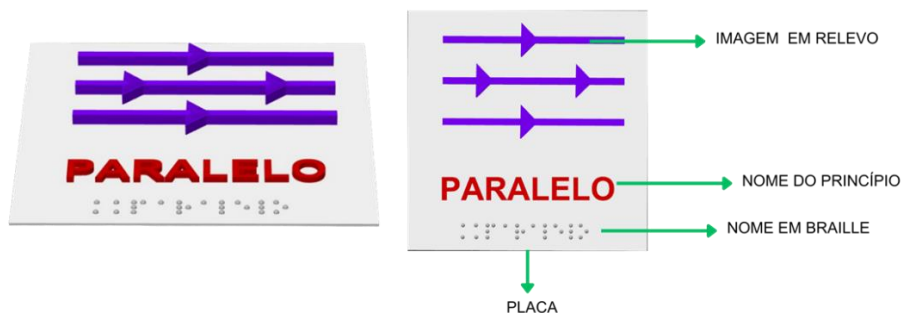 PARALELO
IMAGEM EM RELEVO
PARALELO
NOME DO PRINCÍPIO
NOME EM BRAILLE
PLACA